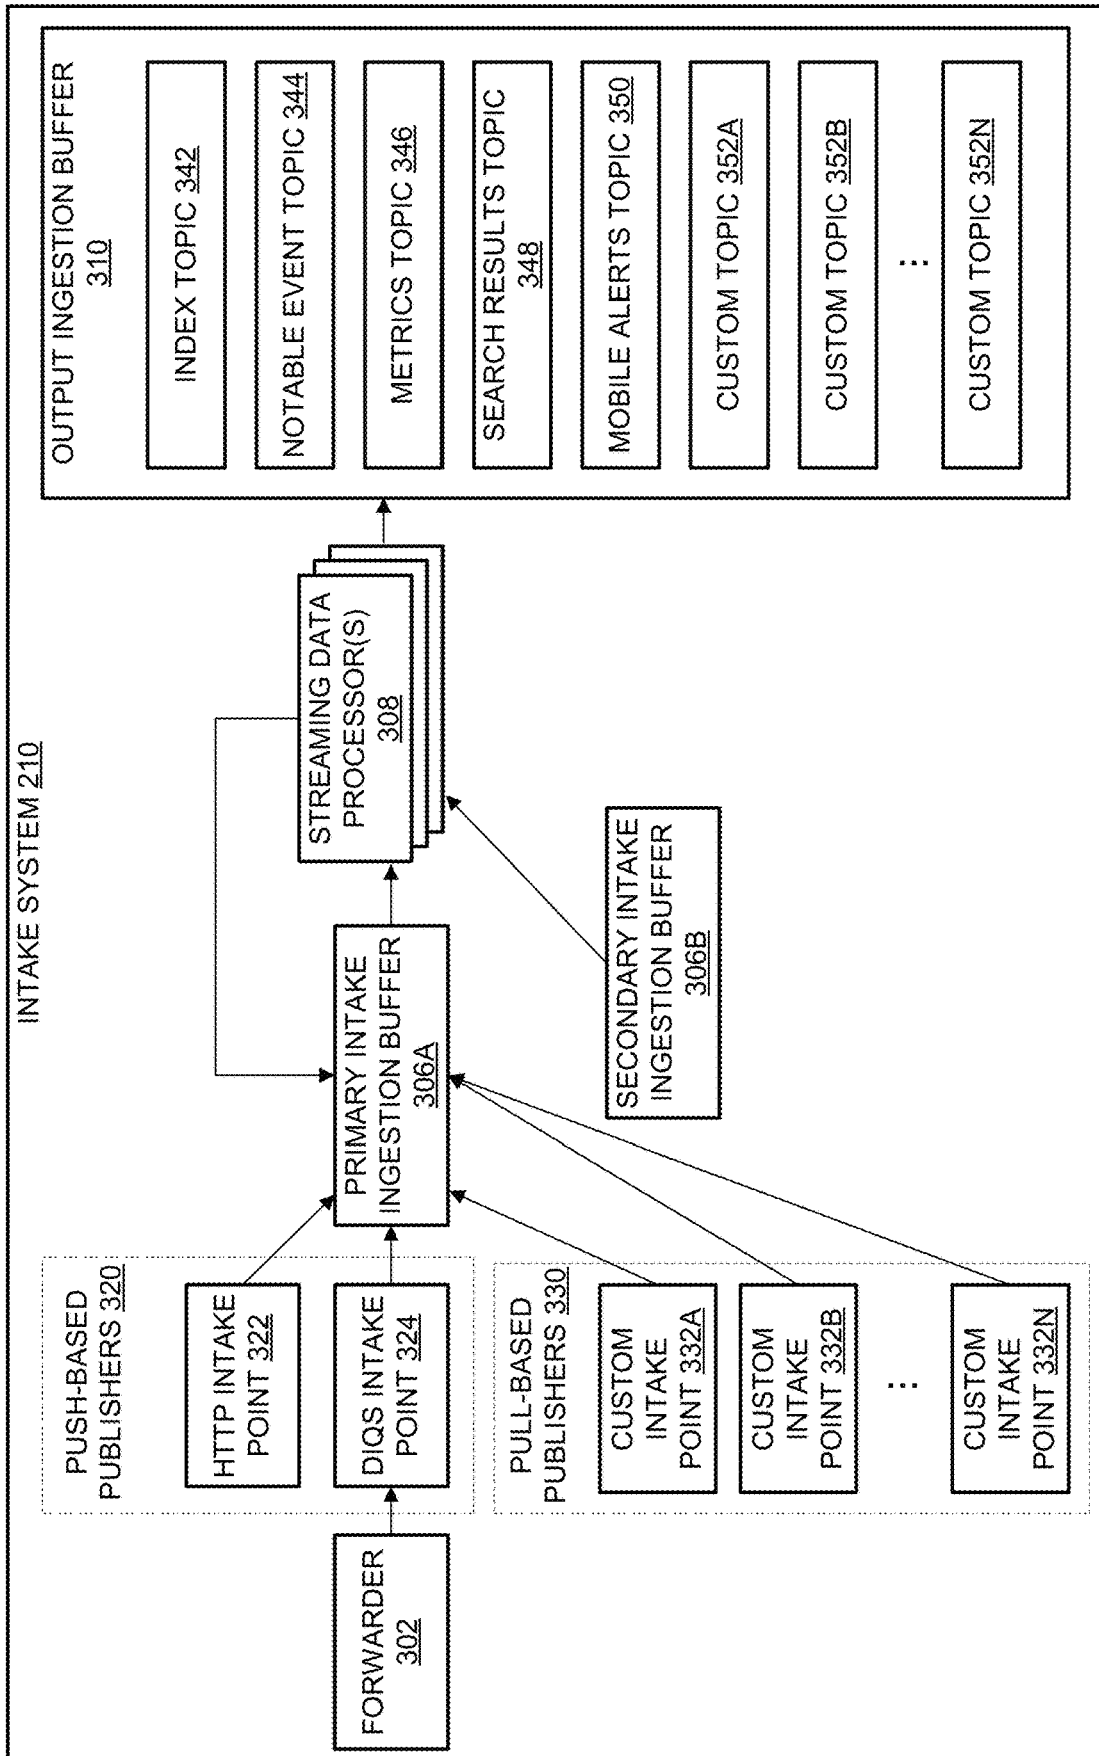 INTAKE SYSTEM 210
FORWARDER
302
PUSH-BASED
PUBLISHERS 320
HTTP INTAKE
POINT 322
DIQS INTAKE
POINT 324
PULL-BASED
PUBLISHERS 330
CUSTOM
INTAKE
POINT 332A
CUSTOM
INTAKE
POINT 332B
...
CUSTOM
INTAKE
POINT 332N
PRIMARY INTAKE
INGESTION BUFFER
306A
SECONDARY INTAKE
INGESTION BUFFER
306B
STREAMING DATA
PROCESSOR(S)
308
OUTPUT INGESTION BUFFER
310
INDEX TOPIC 342
NOTABLE EVENT TOPIC 344
METRICS TOPIC 346
SEARCH RESULTS TOPIC
348
MOBILE ALERTS TOPIC 350
CUSTOM TOPIC 352A
CUSTOM TOPIC 352B
...
CUSTOM TOPIC 352N